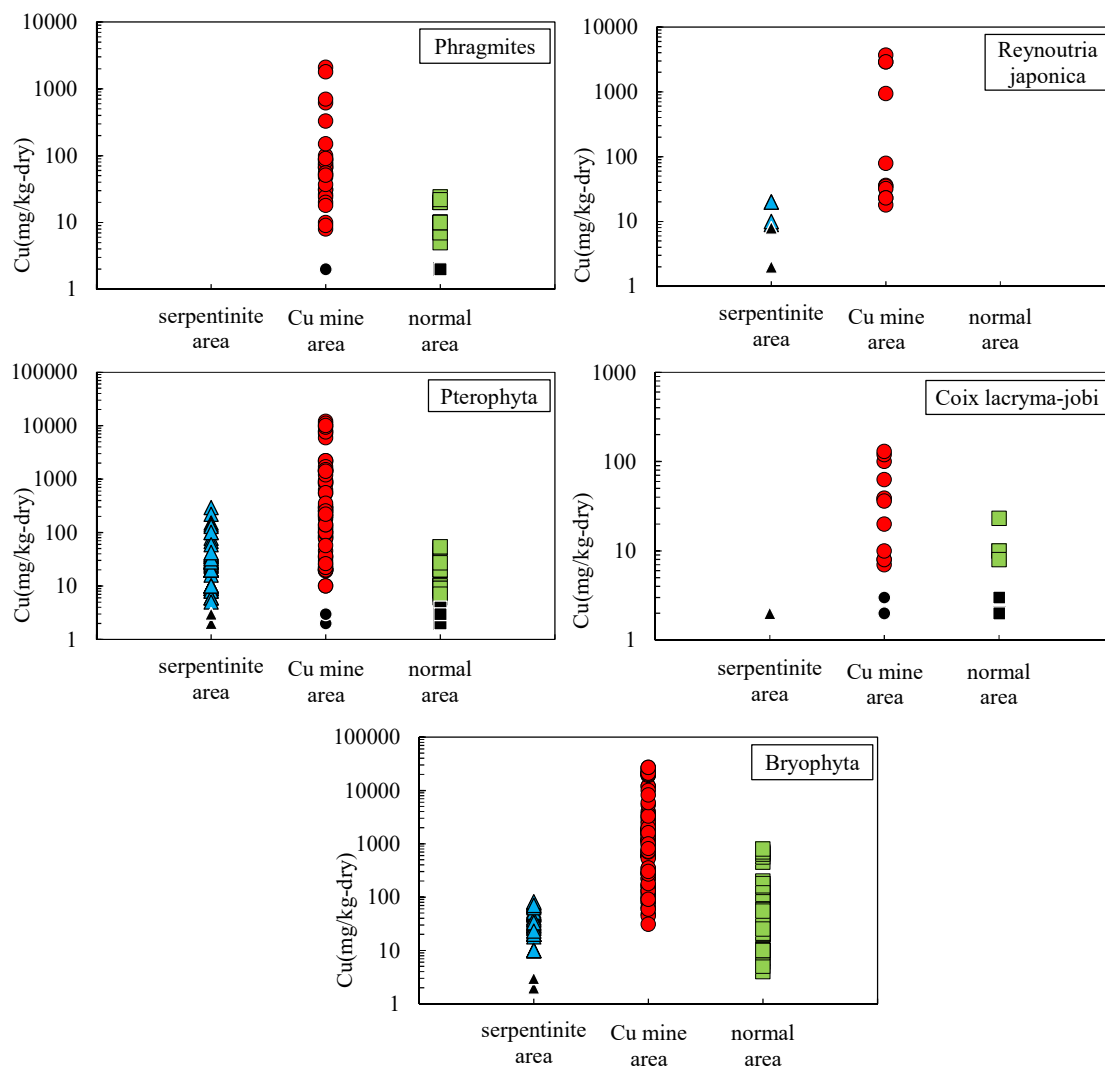 Phragmites
Cu(mg/kg-dry)
10000
1000
100
10
1
serpentinite
area
Cu mine
area
normal
area
Reynoutria
japonica
Cu(mg/kg-dry)
10000
1000
100
10
1
serpentinite
area
Cu mine
area
normal
area
Pterophyta
Cu(mg/kg-dry)
100000
10000
1000
100
10
1
serpentinite
area
Cu mine
area
normal
area
Coix lacryma-jobi
Cu(mg/kg-dry)
1000
100
10
1
serpentinite
area
Cu mine
area
normal
area
Bryophyta
Cu(mg/kg-dry)
100000
10000
1000
100
10
1
serpentinite
area
Cu mine
area
normal
area